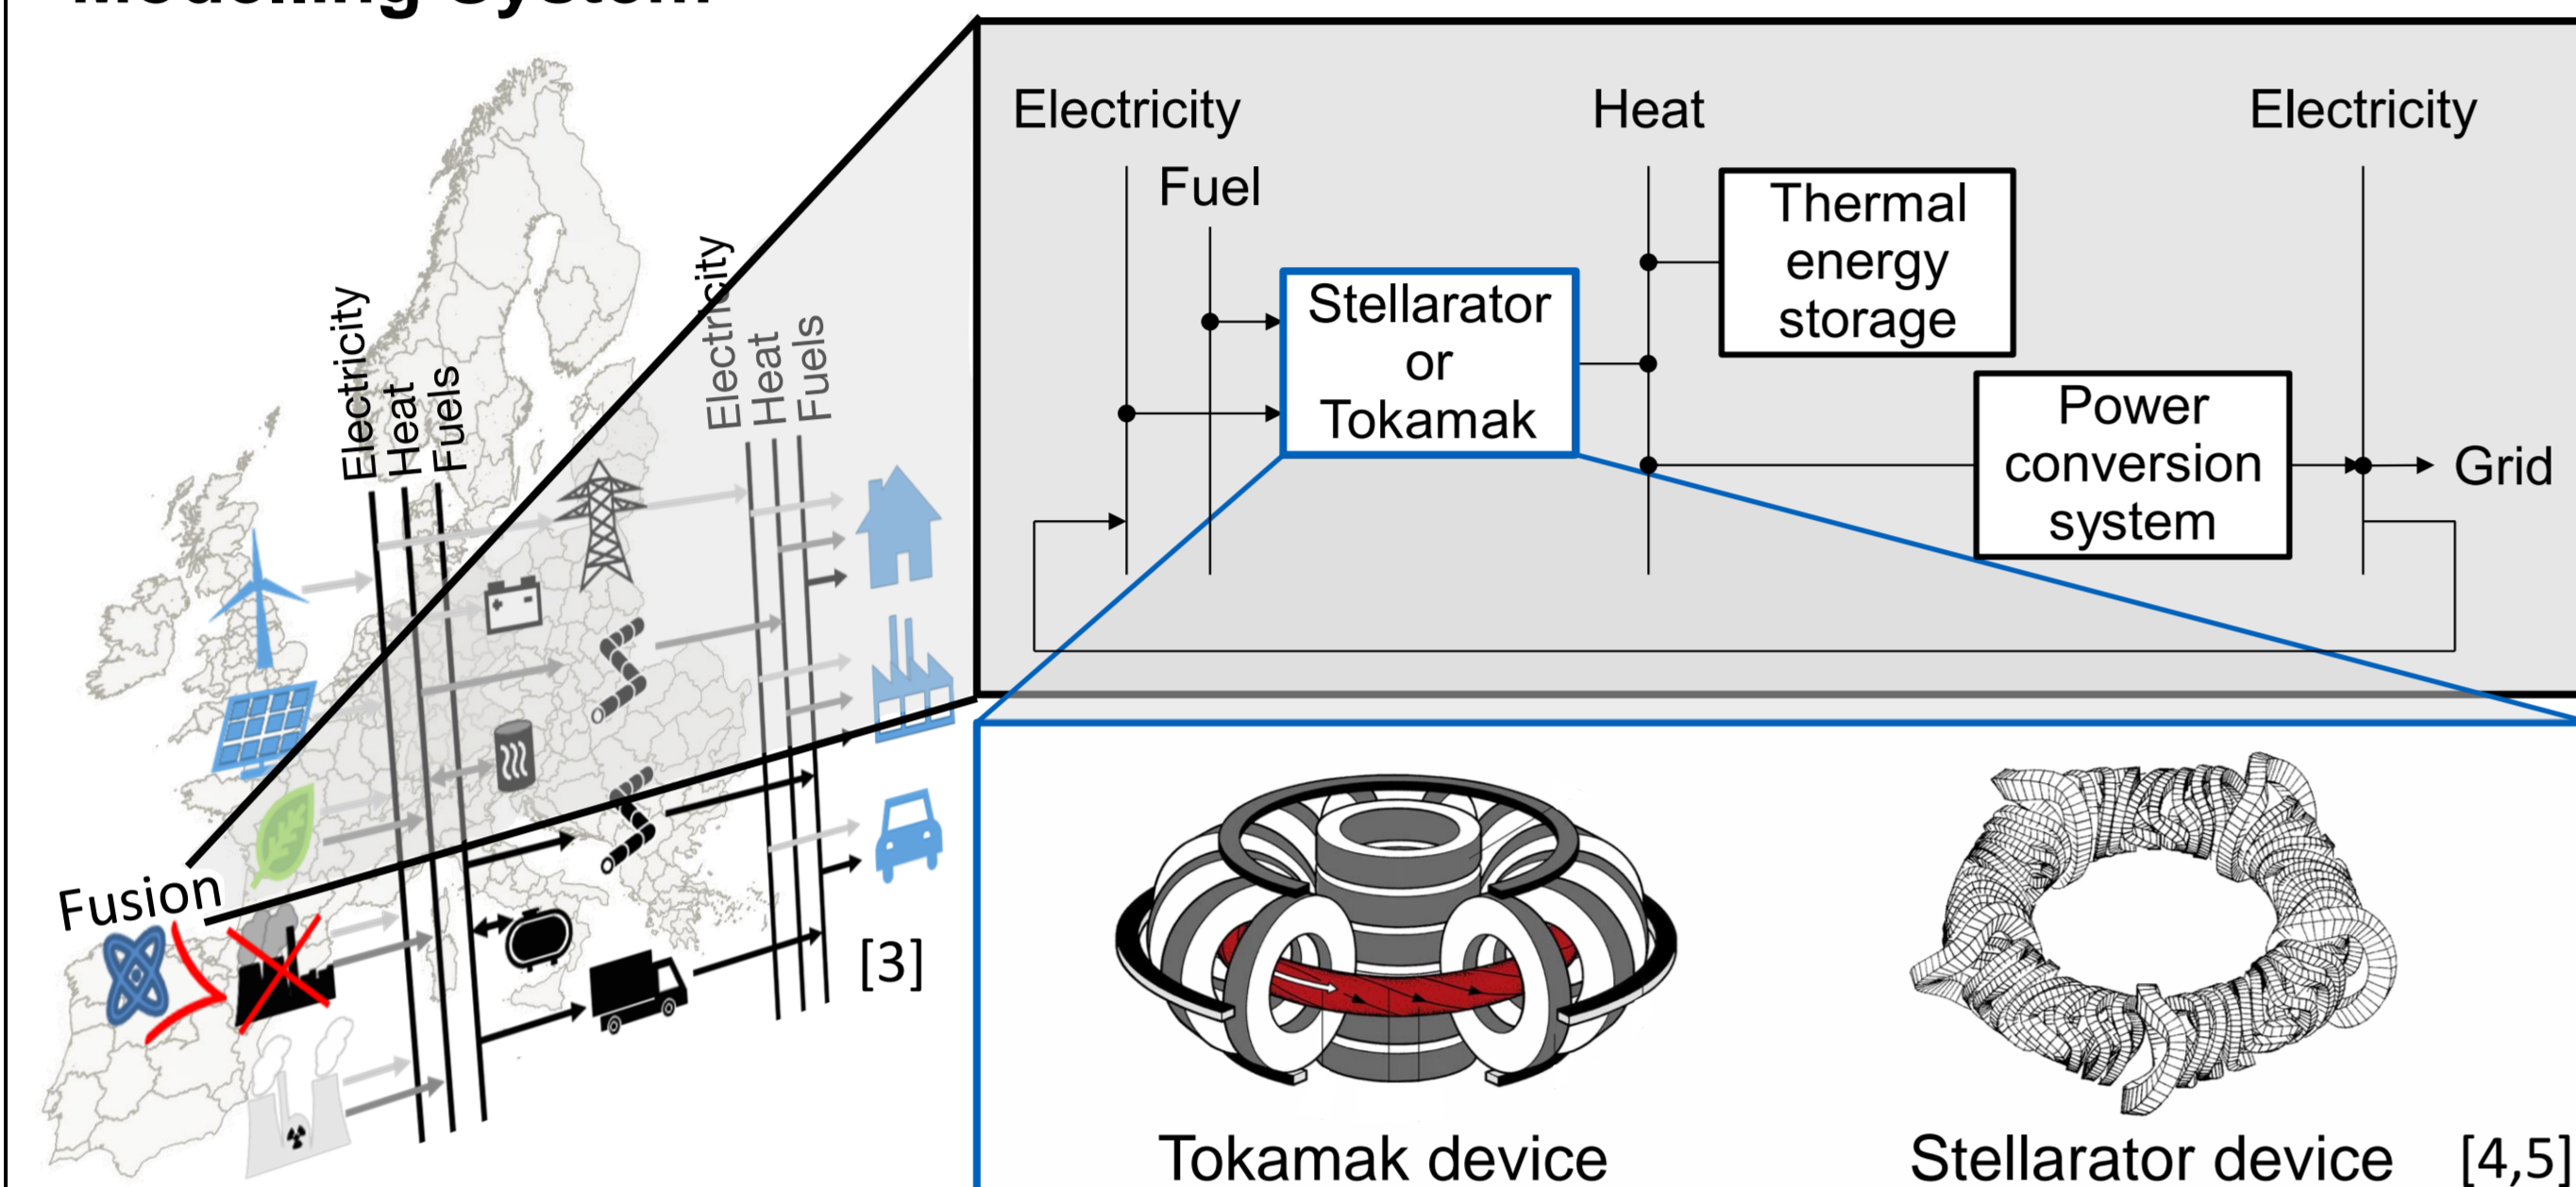 Modelling System
Electricity
Heat
Fuels
Electricity
Heat
Fuels
Fusion
[3]
Electricity
Fuel
Heat
Electricity
Stellarator
or
Tokamak
Thermal
energy
storage
Power
conversion
system
Grid
Tokamak device
Stellarator device
[4,5]